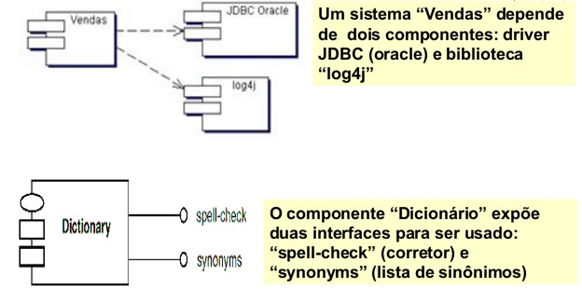 Vendas
JDBC Oracle
log4j
Um sistema “Vendas” depende
de dois componentes: driver
JDBC (oracle) e biblioteca
“log4j”
Dictionary
spell-check
synonyms
O componente “Dicionário” expõe
duas interfaces para ser usado:
“spell-check” (corretor) e
“synonyms” (lista de sinônimos)